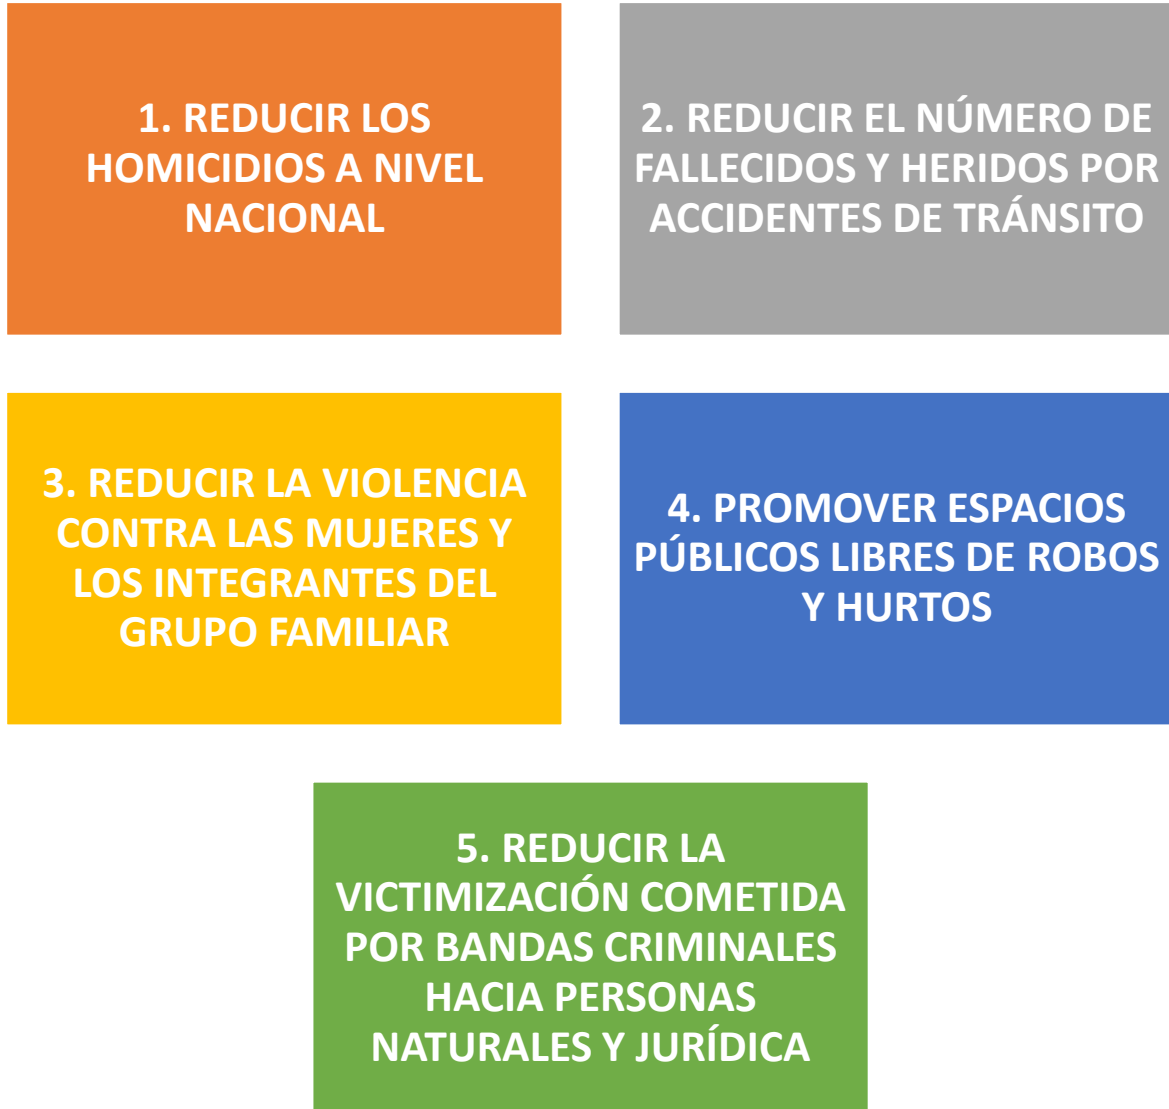 1. REDUCIR LOS
HOMICIDIOS A NIVEL
NACIONAL
2. REDUCIR EL NÚMERO DE
FALLECIDOS Y HERIDOS POR
ACCIDENTES DE TRÁNSITO
3. REDUCIR LA VIOLENCIA
CONTRA LAS MUJERES Y
LOS INTEGRANTES DEL
GRUPO FAMILIAR
4. PROMOVER ESPACIOS
PÚBLICOS LIBRES DE ROBOS
Y HURTOS
5. REDUCIR LA
VICTIMIZACIÓN COMETIDA
POR BANDAS CRIMINALES
HACIA PERSONAS
NATURALES Y JURÍDICA